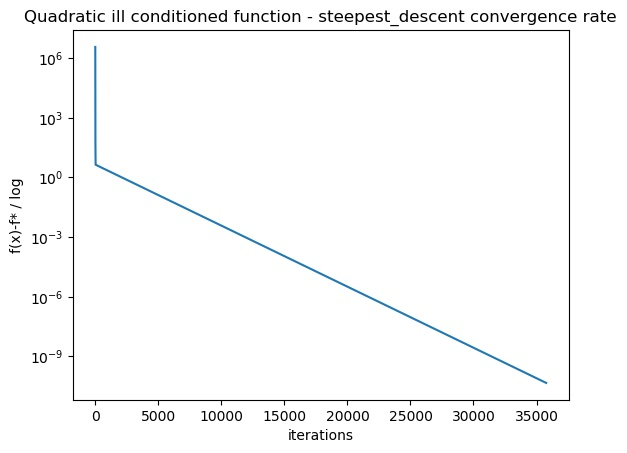 Quadratic ill conditioned function - steepest_descent convergence rate
f(x)-f* / log
10^6
10^3
10^0
10^-3
10^-6
10^-9
0 5000 10000 15000 20000 25000 30000 35000
iterations